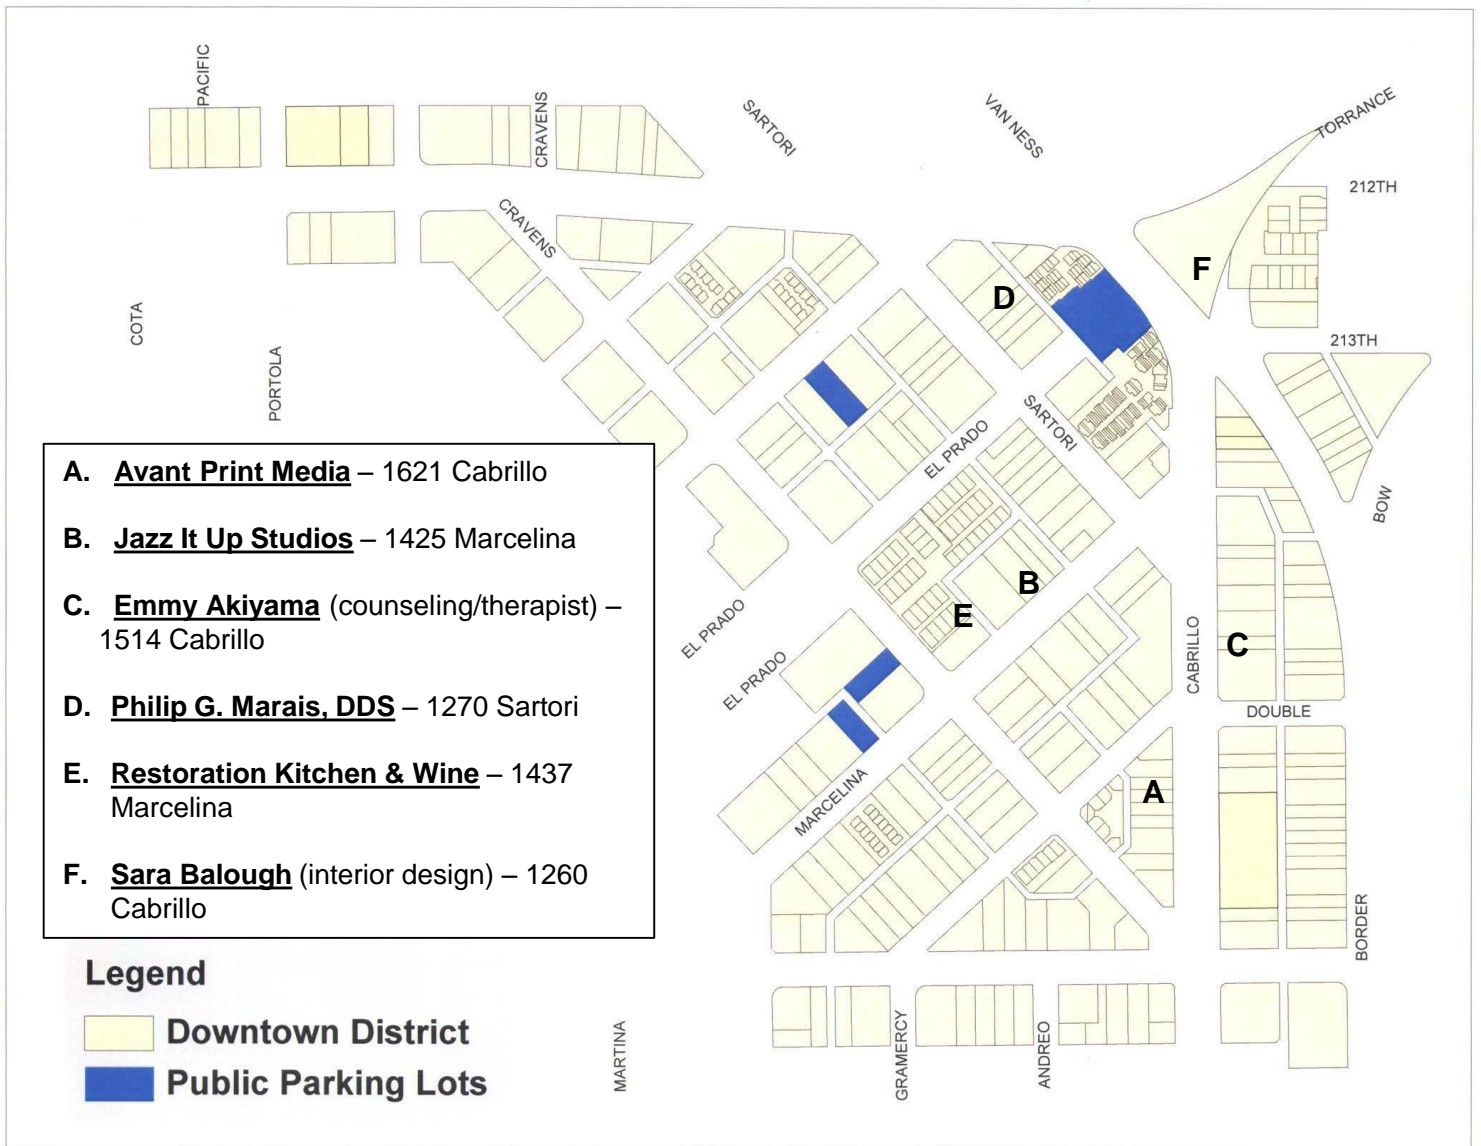 PACIFIC
CRAVENS
SARTORI
VAN NESS
TORRANCE
212TH
CRAVENS
F
D
COTA
PORTOLA
213TH
SARTORI
EL PRADO
BOW
A. Avant Print Media – 1621 Cabrillo
B. Jazz It Up Studios – 1425 Marcelina
C. Emmy Akiyama (counseling/therapist) –
1514 Cabrillo
D. Philip G. Marais, DDS – 1270 Sartori
E. Restoration Kitchen & Wine – 1437
Marcelina
F. Sara Balough (interior design) – 1260
Cabrillo
B
E
EL PRADO
EL PRADO
CABRILLO
C
DOUBLE
MARCELINA
A
BORDER
Legend
Downtown District
Public Parking Lots
MARTINA
GRAMERCY
ANDREO